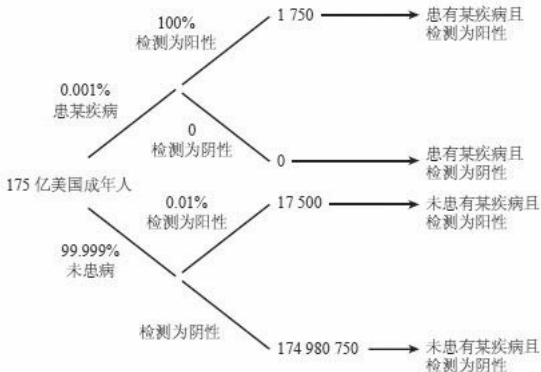 100%
检测为阳性
1 750
患有某疾病且
检测为阳性
0.001%
患某疾病
0
检测为阴性
0
患有某疾病且
检测为阴性
175 亿美国成年人
0.01%
检测为阳性
17 500
未患有某疾病且
检测为阳性
99.999%
未患病
检测为阴性
174 980 750
未患有某疾病且
检测为阴性